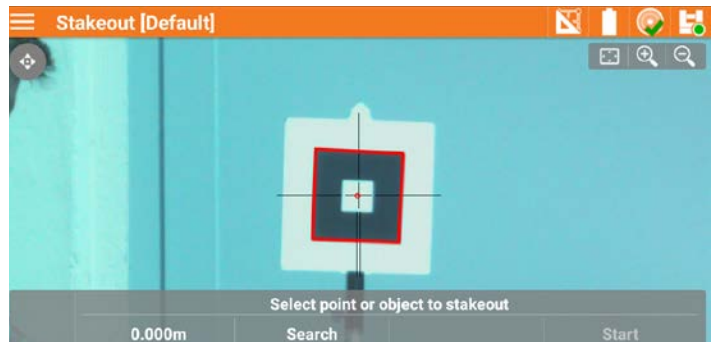 Stakeout [Default]
Select point or object to stakeout
0.000m
Search
Start